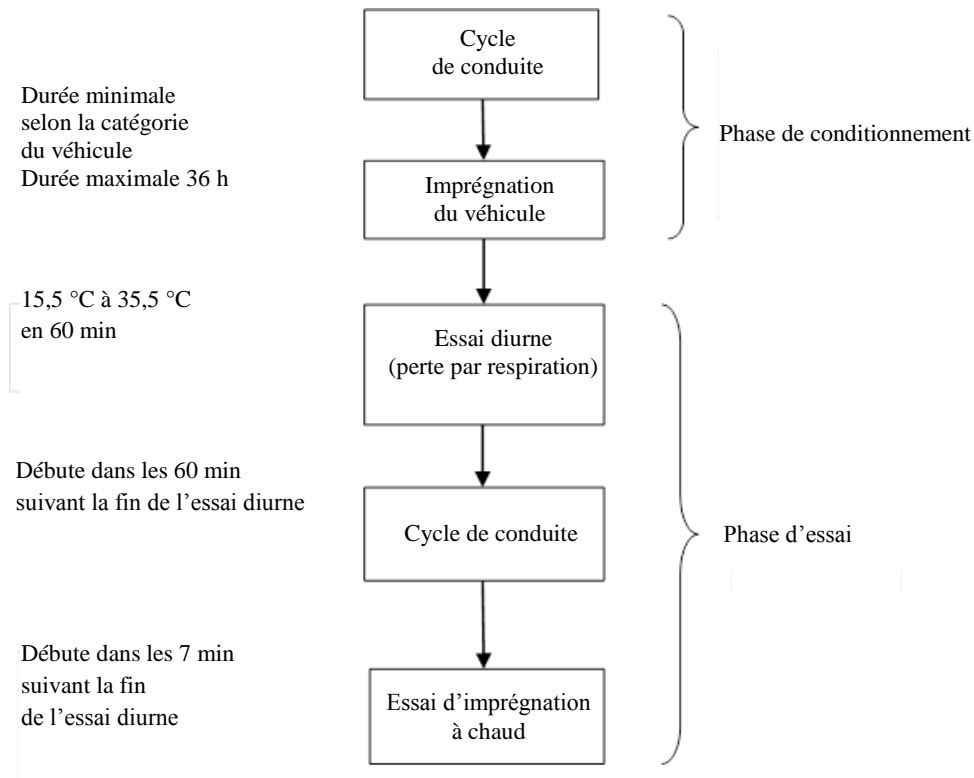 Cycle
de conduite
Durée minimale
selon la catégorie
du véhicule
Durée maximale 36 h
Phase de conditionnement
Imprégnation
du véhicule
15,5 °C à 35,5 °C
en 60 min
Essai diurne
(perte par respiration)
Débute dans les 60 min
suivant la fin de l’essai diurne
Cycle de conduite
Phase d’essai
Débute dans les 7 min
suivant la fin
de l’essai diurne
Essai d’imprégnation
à chaud